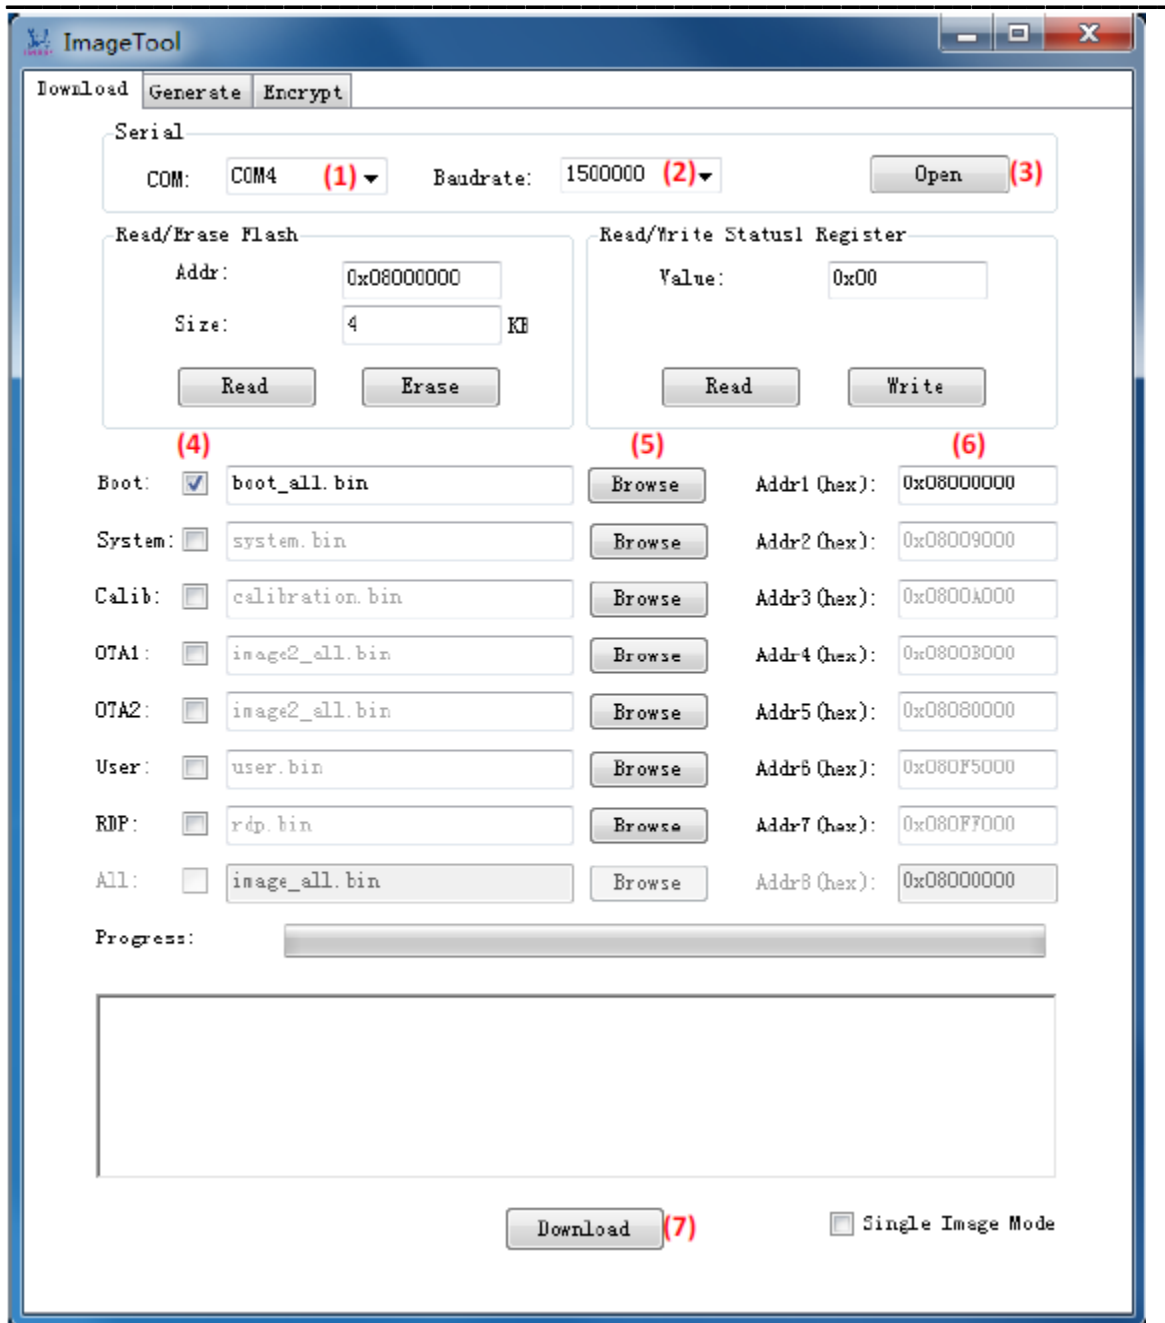 ImageTool
Download Generate Encrypt
Serial
COM: COM4 (1) Baudrate: 1500000 (2) Open (3)
Read/Erase Flash Read/Write Status1 Register
Addr: 0x08000000 Value: 0x00
Size: 4 KB
Read Erase Read Write
(4) (5) (6)
Boot: boot_all.bin Browse Addr1(hex): 0x08000000
System: system.bin Browse Addr2(hex): 0x08009000
Calib: calibration.bin Browse Addr3(hex): 0x0800A000
OTA1: image2_all.bin Browse Addr4(hex): 0x0800B000
OTA2: image2_all.bin Browse Addr5(hex): 0x08080000
User: user.bin Browse Addr6(hex): 0x080F5000
RDP: rdp.bin Browse Addr7(hex): 0x080FF000
All: image_all.bin Browse Addr8(hex): 0x08000000
Progress:
Download (7) Single Image Mode